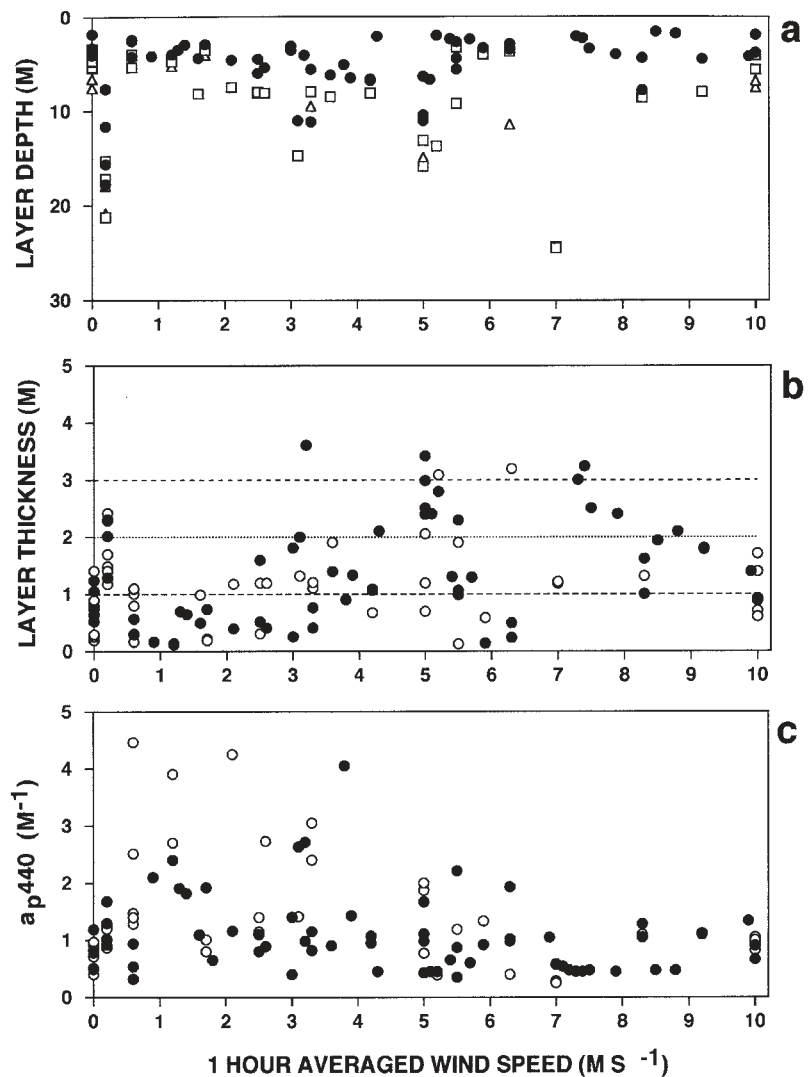 a
LAYER DEPTH (M)
0
10
20
30
0 1 2 3 4 5 6 7 8 9 10
b
LAYER THICKNESS (M)
5
4
3
2
1
0
0 1 2 3 4 5 6 7 8 9 10
c
ap440 (M-1)
5
4
3
2
1
0
0 1 2 3 4 5 6 7 8 9 10
1 HOUR AVERAGED WIND SPEED (M S -1)